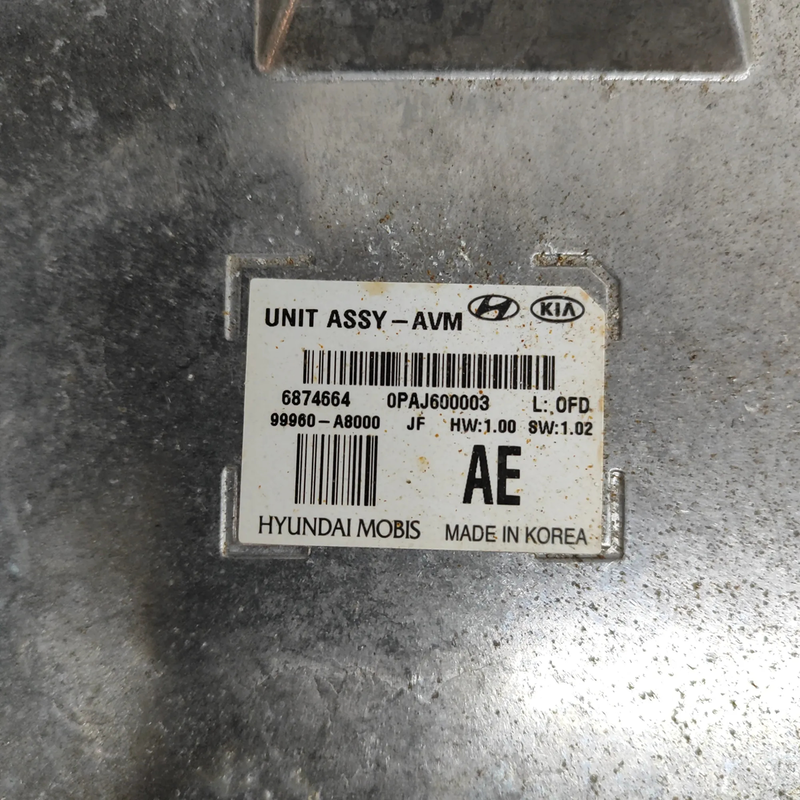 UNIT ASSY-AVM KIA
6874664 0PAJ600003 L: OFD
99960-A8000 JF HW:1.00 SW:1.02
AE
HYUNDAI MOBIS MADE IN KOREA